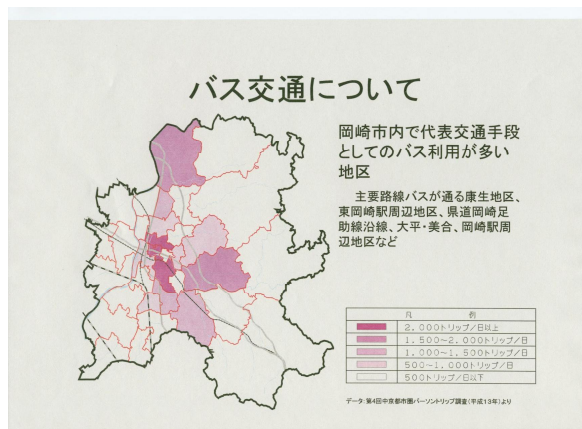 バス交通について
岡崎市内で代表交通手段
としてのバス利用が多い
地区
主要路線バスが通る康生地区、
東岡崎駅周辺地区、県道岡崎足
助線沿線、大平・美合、岡崎駅周
辺地区など
凡 例
2,000トリップ/日以上
1,500~2,000トリップ/日
1,000~1,500トリップ/日
500~1,000トリップ/日
500トリップ/日以下
データ:第4回中京都市圏パーソントリップ調査(平成13年)より